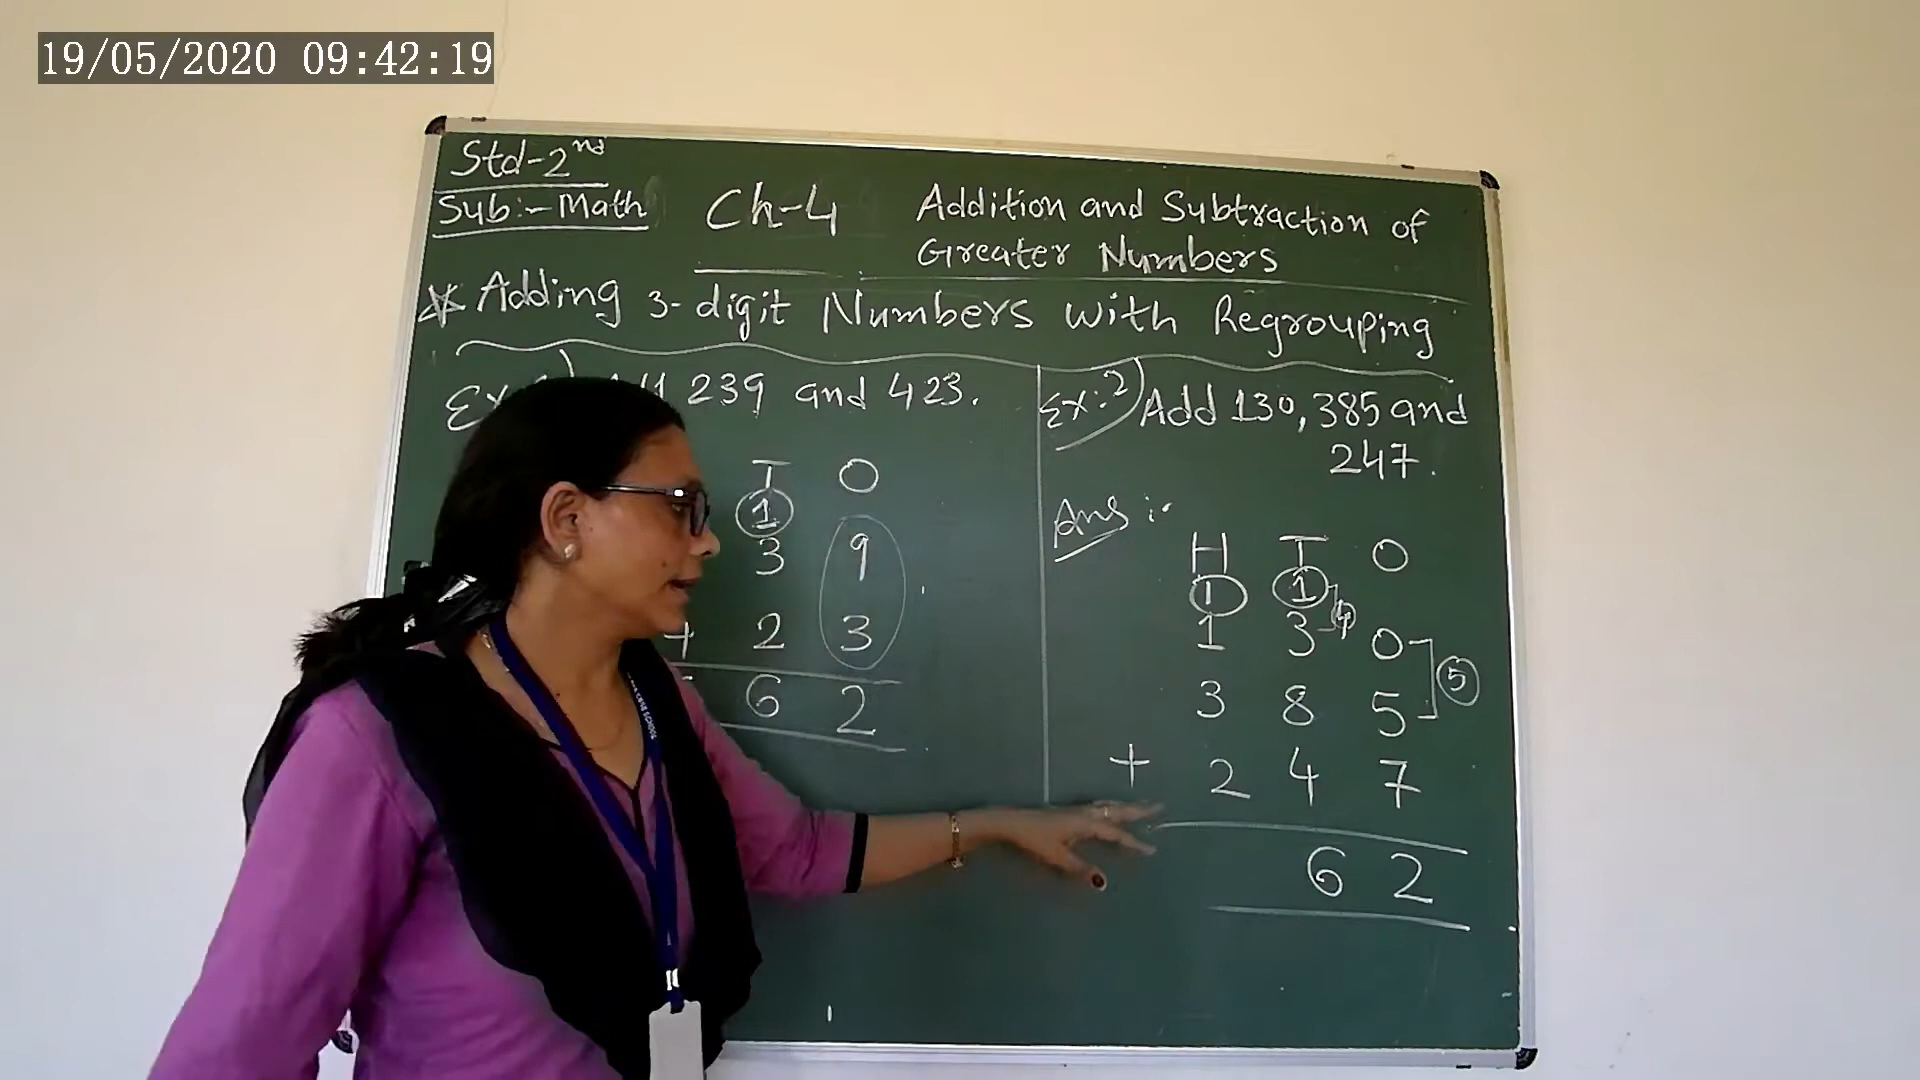 19/05/2020 09:42:19
Std-2nd
Sub:- Math
Ch-4
Addition and Subtraction of
Greater Numbers
* Adding 3-digit Numbers with Regrouping
239 and 423.
T O
1
3 9
+ 2 3
6 2
Ex:2) Add 130, 385 and
247.
Ans :-
H T O
1 1
4
1 3 0
5
3 8 5
+ 2 4 7
6 2